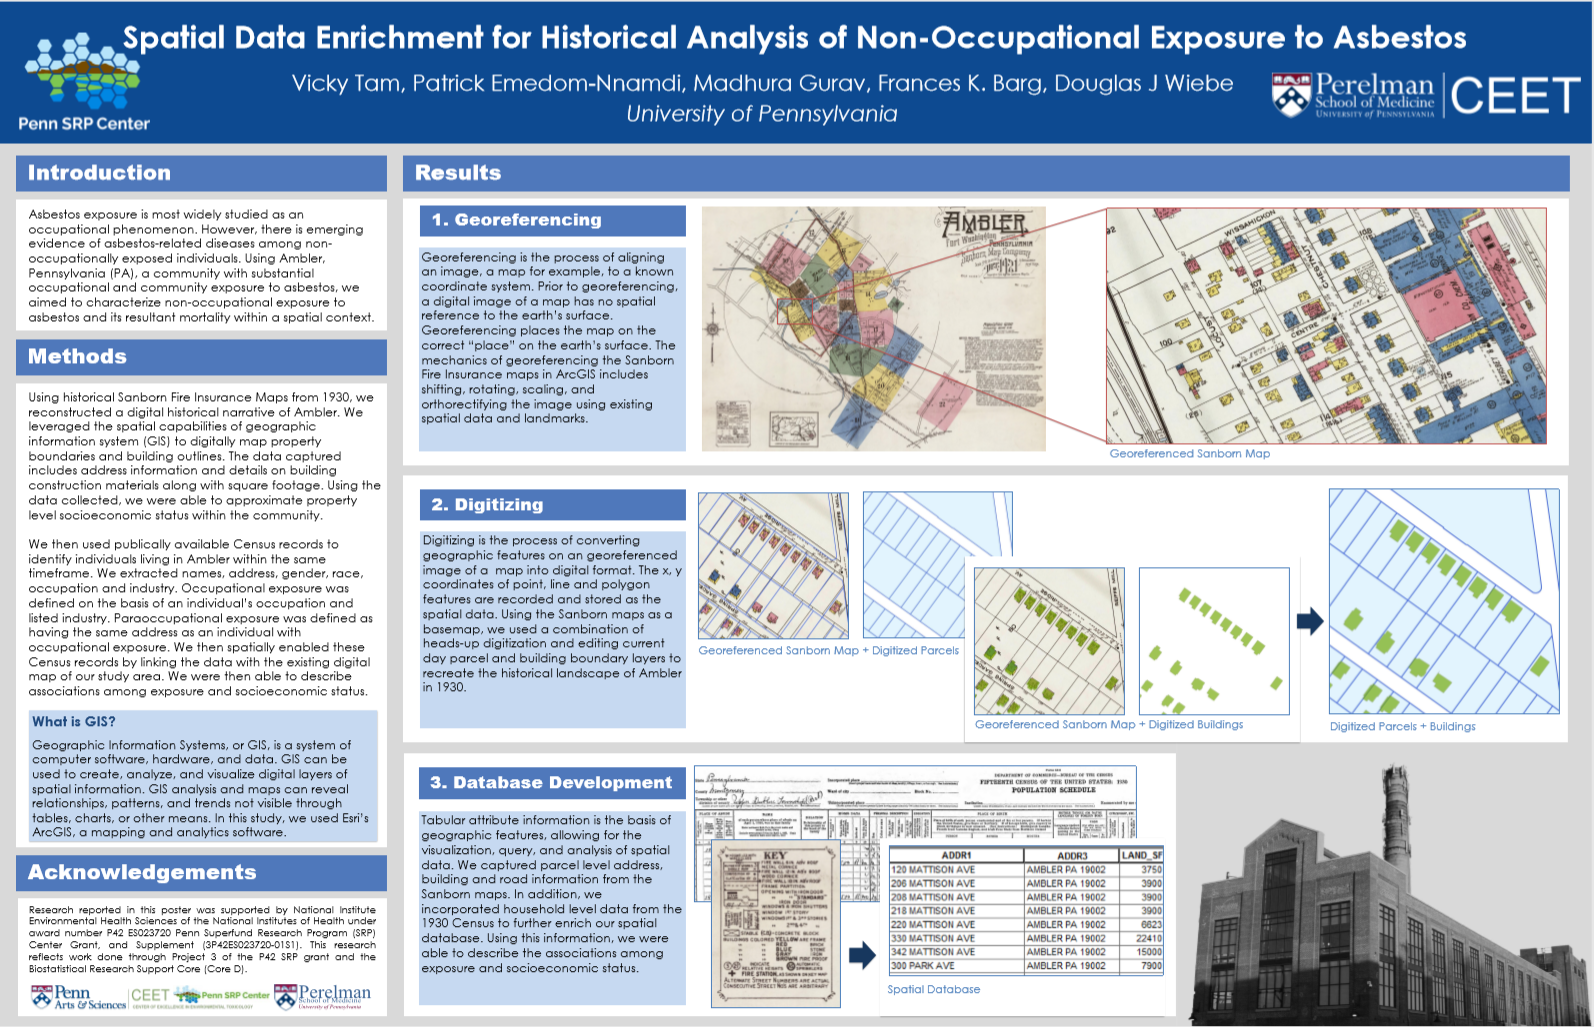 Spatial Data Enrichment for Historical Analysis of Non-Occupational Exposure to Asbestos
Vicky Tam, Patrick Emedom-Nnamdi, Madhura Gurav, Frances K. Barg, Douglas J Wiebe
University of Pennsylvania
Penn SRP Center
Perelman
School of Medicine
University of Pennsylvania
CEET
Introduction
Asbestos exposure is most widely studied as an
occupational phenomenon. However, there is emerging
evidence of asbestos-related diseases among non-
occupationally exposed individuals. Using Ambler,
Pennsylvania (PA), a community with substantial
occupational and community exposure to asbestos, we
aimed to characterize non-occupational exposure to
asbestos and its resultant mortality within a spatial context.
Methods
Using historical Sanborn Fire Insurance Maps from 1930, we
reconstructed a digital historical narrative of Ambler. We
leveraged the spatial capabilities of geographic
information system (GIS) to digitally map property
boundaries and building outlines. The data captured
includes address information and details on building
construction materials along with square footage. Using the
data collected, we were able to approximate property
level socioeconomic status within the community.
We then used publically available Census records to
identify individuals living in Ambler within the same
timeframe. We extracted names, address, gender, race,
occupation and industry. Occupational exposure was
defined on the basis of an individual's occupation and
listed industry. Paraoccupational exposure was defined as
having the same address as an individual with
occupational exposure. We then spatially enabled these
Census records by linking the data with the existing digital
map of our study area. We were then able to describe
associations among exposure and socioeconomic status.
What is GIS?
Geographic Information Systems, or GIS, is a system of
computer software, hardware, and data. GIS can be
used to create, analyze, and visualize digital layers of
spatial information. GIS analysis and maps can reveal
relationships, patterns, and trends not visible through
tables, charts, or other means. In this study, we used Esri's
ArcGIS, a mapping and analytics software.
Acknowledgements
Research reported in this poster was supported by National Institute
Environmental Health Sciences of the National Institutes of Health under
award number P42 ES023720 Penn Superfund Research Program (SRP)
Center Grant, and Supplement (3P42ES023720-01S1). This research
reflects work done through Project 3 of the P42 SRP grant and the
Biostatistical Research Support Core (Core D).
Penn
Arts & Sciences
CEET
Penn SRP Center
Perelman
School of Medicine
University of Pennsylvania
Results
1. Georeferencing
Georeferencing is the process of aligning
an image, a map for example, to a known
coordinate system. Prior to georeferencing,
a digital image of a map has no spatial
reference to the earth's surface.
Georeferencing places the map on the
correct “place” on the earth's surface. The
mechanics of georeferencing the Sanborn
Fire Insurance maps in ArcGIS includes
shifting, rotating, scaling, and
orthorectifying the image using existing
spatial data and landmarks.
AMBLER
Fort Washington
PENNSYLVANIA
WISSAHICKON
CHESTNUT
LOCUST
CENTRE
100
Georeferenced Sanborn Map
2. Digitizing
Digitizing is the process of converting
geographic features on an georeferenced
image of a map into digital format. The x, y
coordinates of point, line and polygon
features are recorded and stored as the
spatial data. Using the Sanborn maps as a
basemap, we used a combination of
heads-up digitization and editing current
day parcel and building boundary layers to
recreate the historical landscape of Ambler
in 1930.
Georeferenced Sanborn Map + Digitized Parcels
Georeferenced Sanborn Map + Digitized Buildings
Digitized Parcels + Buildings
3. Database Development
Tabular attribute information is the basis of
geographic features, allowing for the
visualization, query, and analysis of spatial
data. We captured parcel level address,
building and road information from the
Sanborn maps. In addition, we
incorporated household level data from the
1930 Census to further enrich our spatial
database. Using this information, we were
able to describe the associations among
exposure and socioeconomic status.
DEPARTMENT OF COMMERCE—BUREAU OF THE CENSUS
FIFTEENTH CENSUS OF THE UNITED STATES: 1930
POPULATION SCHEDULE
KEY
ADDR1 ADDR3 LAND_SF
120 MATTISON AVE AMBLER PA 19002 3750
206 MATTISON AVE AMBLER PA 19002 3900
208 MATTISON AVE AMBLER PA 19002 3900
218 MATTISON AVE AMBLER PA 19002 3900
220 MATTISON AVE AMBLER PA 19002 6623
330 MATTISON AVE AMBLER PA 19002 22410
342 MATTISON AVE AMBLER PA 19002 15000
300 PARK AVE AMBLER PA 19002 7900
Spatial Database